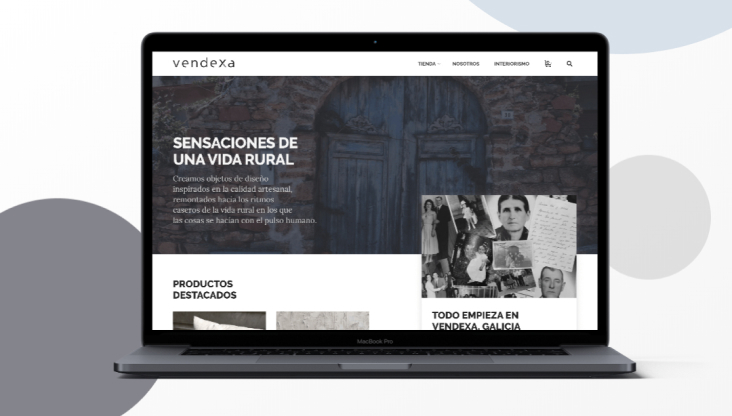 vendexa
TIENDA
NOSOTROS
INTERIORISMO
SENSACIONES DE
UNA VIDA RURAL
Creamos objetos de diseño
inspirados en la calidad artesanal,
remontados hacia los ritmos
caseros de la vida rural en los que
las cosas se hacían con el pulso humano.
PRODUCTOS
DESTACADOS
TODO EMPIEZA EN
VENDEXA, GALICIA
MacBook Pro